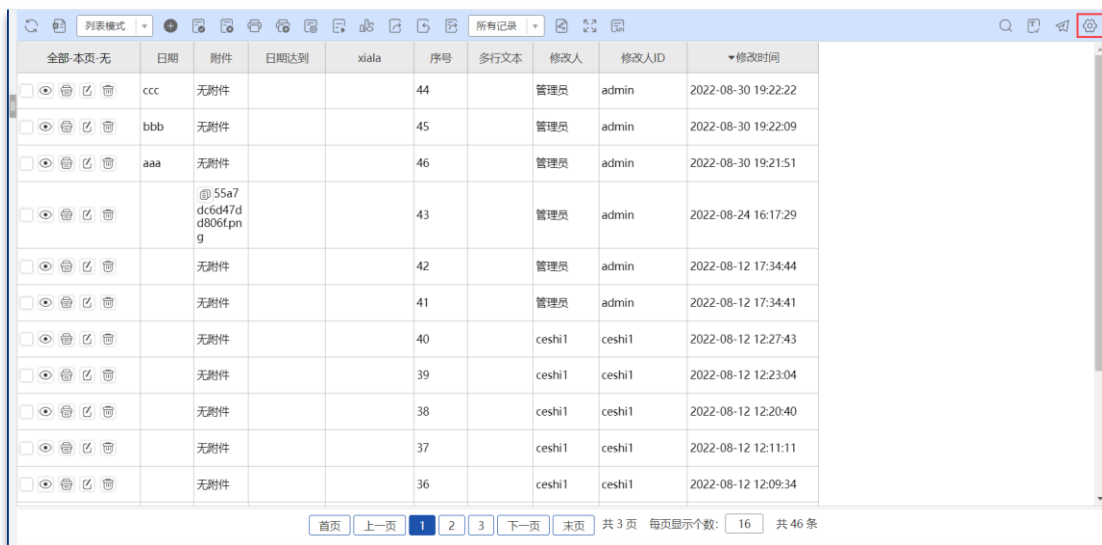 列表模式 所有记录
全部-本页-无 日期 附件 日期达到 xiala 序号 多行文本 修改人 修改人ID ▾修改时间
ccc 无附件 44 管理员 admin 2022-08-30 19:22:22
bbb 无附件 45 管理员 admin 2022-08-30 19:22:09
aaa 无附件 46 管理员 admin 2022-08-30 19:21:51
55a7
dc6d47d
d806f.pn
g
43 管理员 admin 2022-08-24 16:17:29
无附件 42 管理员 admin 2022-08-12 17:34:44
无附件 41 管理员 admin 2022-08-12 17:34:41
无附件 40 ceshi1 ceshi1 2022-08-12 12:27:43
无附件 39 ceshi1 ceshi1 2022-08-12 12:23:04
无附件 38 ceshi1 ceshi1 2022-08-12 12:20:40
无附件 37 ceshi1 ceshi1 2022-08-12 12:11:11
无附件 36 ceshi1 ceshi1 2022-08-12 12:09:34
首页 上一页 1 2 3 下一页 末页 共 3 页 每页显示个数: 16 共 46 条